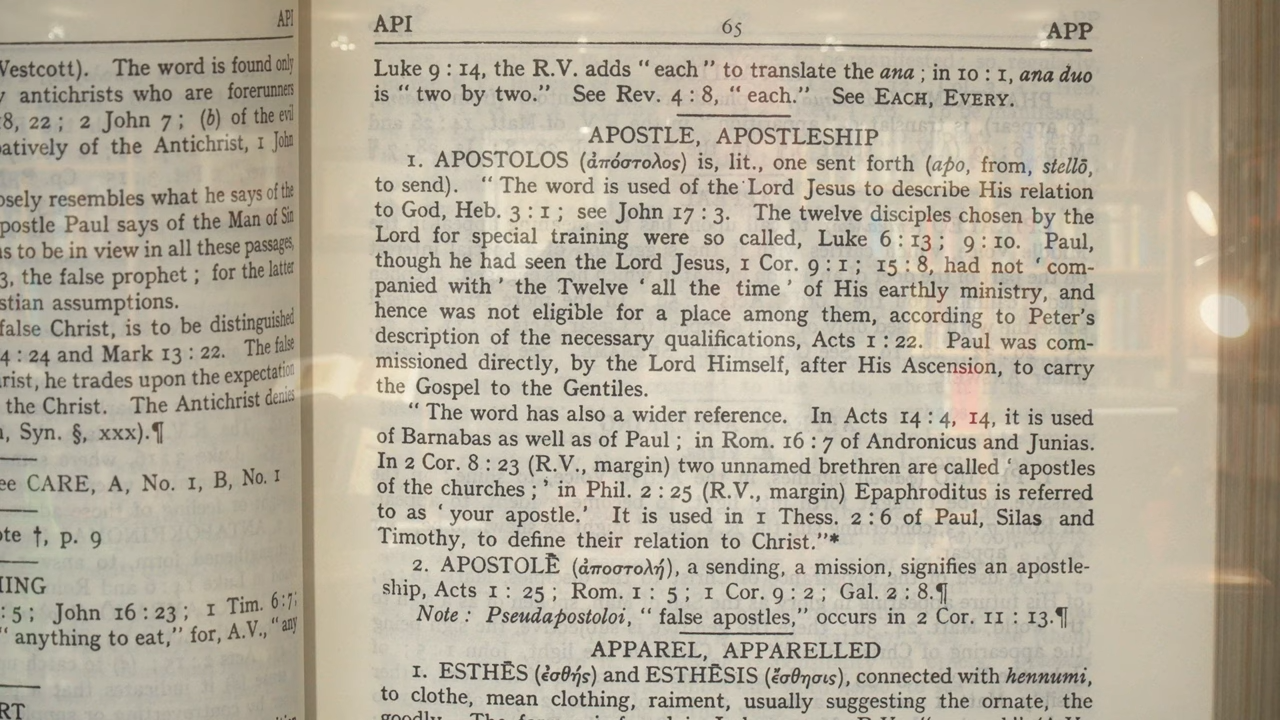 API
Westcott). The word is found only
antichrists who are forerunners
8, 22 ; 2 John 7 ; (b) of the evil
of the Antichrist, 1 John
resembles what he says of the
Paul says of the Man of Sin
to be in view in all these passages,
3, the false prophet ; for the latter
assumptions.
false Christ, is to be distinguished
4 : 24 and Mark 13 : 22. The false
he trades upon the expectation
the Christ. The Antichrist denies
Syn. §, xxx).¶
CARE, A, No. 1, B, No. 1
†, p. 9
: 5 ; John 16 : 23 ; 1 Tim. 6 : 7 ;
“ anything to eat,” for, A.V., “ any
API 65 APP
Luke 9 : 14, the R.V. adds “ each ” to translate the ana ; in 10 : 1, ana duo
is “ two by two.” See Rev. 4 : 8, “ each.” See EACH, EVERY.
APOSTLE, APOSTLESHIP
1. APOSTOLOS (ἀπόστολος) is, lit., one sent forth (apo, from, stellō,
to send). “ The word is used of the Lord Jesus to describe His relation
to God, Heb. 3 : 1 ; see John 17 : 3. The twelve disciples chosen by the
Lord for special training were so called, Luke 6 : 13 ; 9 : 10. Paul,
though he had seen the Lord Jesus, 1 Cor. 9 : 1 ; 15 : 8, had not ‘ com-
panied with ’ the Twelve ‘ all the time ’ of His earthly ministry, and
hence was not eligible for a place among them, according to Peter’s
description of the necessary qualifications, Acts 1 : 22. Paul was com-
missioned directly, by the Lord Himself, after His Ascension, to carry
the Gospel to the Gentiles.
“ The word has also a wider reference. In Acts 14 : 4, 14, it is used
of Barnabas as well as of Paul ; in Rom. 16 : 7 of Andronicus and Junias.
In 2 Cor. 8 : 23 (R.V., margin) two unnamed brethren are called ‘ apostles
of the churches ; ’ in Phil. 2 : 25 (R.V., margin) Epaphroditus is referred
to as ‘ your apostle.’ It is used in 1 Thess. 2 : 6 of Paul, Silas and
Timothy, to define their relation to Christ.”*
2. APOSTOLĒ (ἀποστολή), a sending, a mission, signifies an apostle-
ship, Acts 1 : 25 ; Rom. 1 : 5 ; 1 Cor. 9 : 2 ; Gal. 2 : 8.¶
Note : Pseudapostoloi, “ false apostles,” occurs in 2 Cor. 11 : 13.¶
APPAREL, APPARELLED
1. ESTHĒS (ἐσθής) and ESTHĒSIS (ἔσθησις), connected with hennumi,
to clothe, mean clothing, raiment, usually suggesting the ornate, the